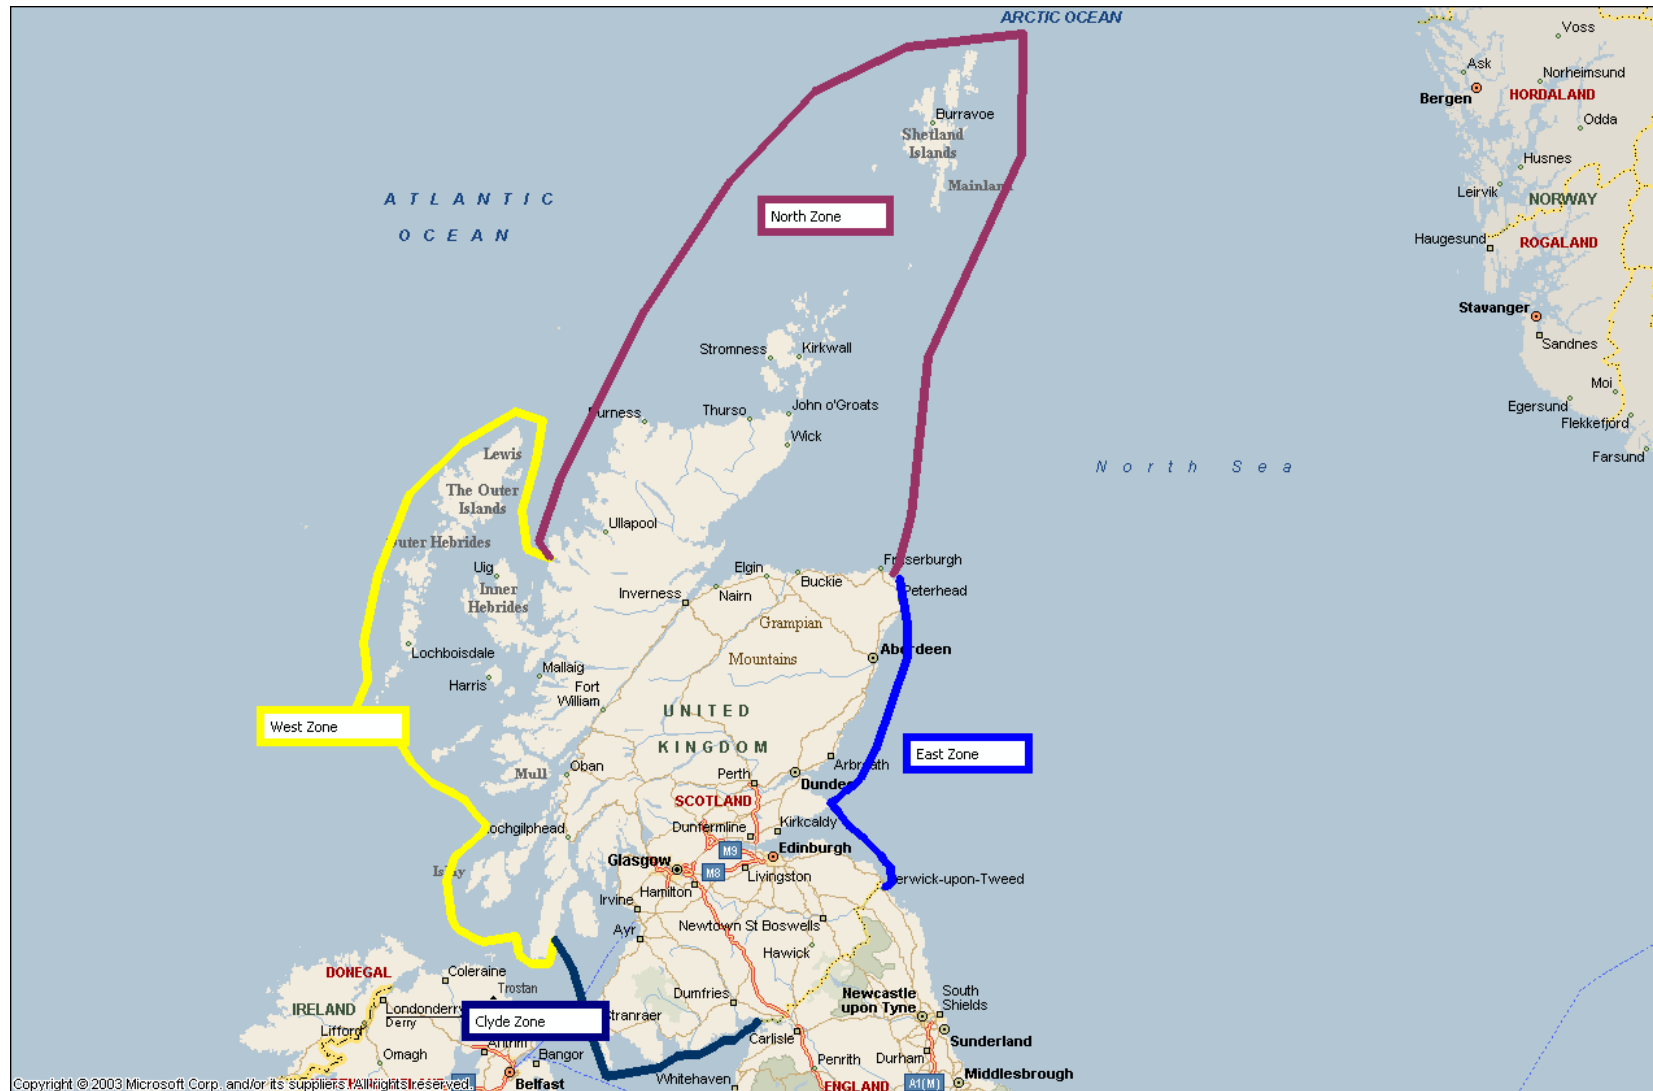 ARCTIC OCEAN
Voss
Ask
Norheimsund
Bergen
HORDALAND
Odda
Burravoe
Shetland
Islands
Husnes
Mainland
Leirvik
NORWAY
ATLANTIC
OCEAN
North Zone
Haugesund
ROGALAND
Stavanger
Sandnes
Stromness
Kirkwall
Moi
Egersund
Flekkefjord
Farsund
Thurso
John o'Groats
Wick
Lewis
The Outer
Islands
North Sea
Ullapool
Uig
Inner
Hebrides
Elgin
Buckie
Nairn
Inverness
Peterhead
Grampian
Mountains
Lochboisdale
Harris
Mallaig
Fort
William
UNITED
KINGDOM
West Zone
East Zone
Mull
Oban
Perth
SCOTLAND
Dunfermline
Kirkcaldy
M9
Edinburgh
Glasgow
M8
Livingston
Hamilton
Irvine
Ayr
Newtown St Boswells
Hawick
DONEGAL
Coleraine
Trostan
IRELAND
Londonderry
Derry
Lifford
Clyde Zone
Dumfries
Newcastle
upon Tyne
South
Shields
Carlisle
Sunderland
Omagh
Antrim
Bangor
Penrith
Durham
Belfast
Whitehaven
ENGLAND
A1(M)
Middlesbrough
Copyright © 2003 Microsoft Corp. and/or its suppliers. All rights reserved.